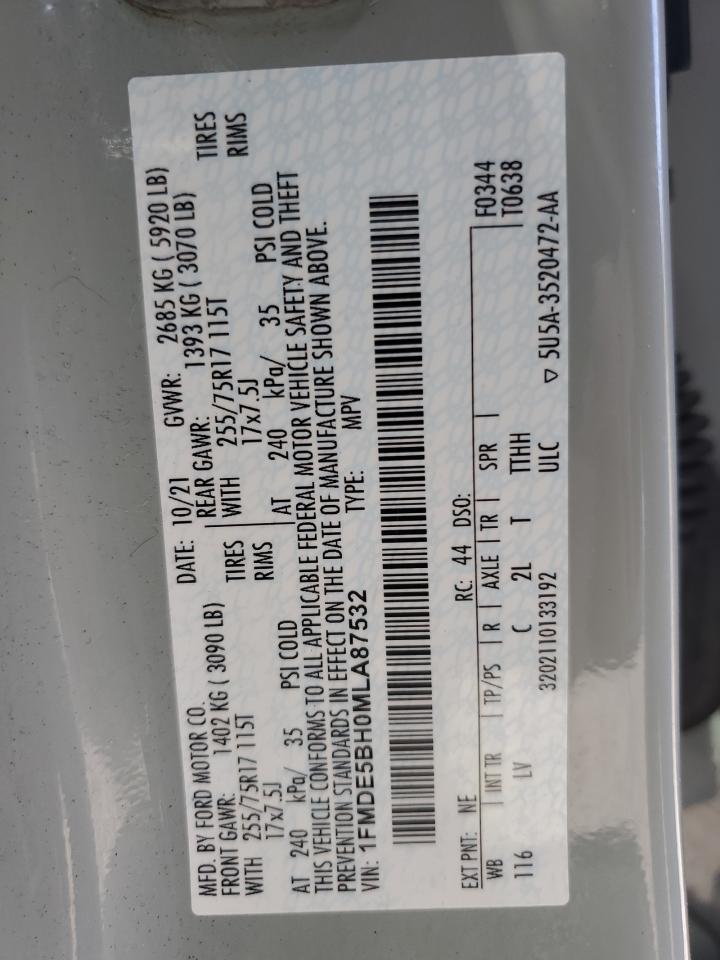 MFD. BY FORD MOTOR CO. DATE: 10/21 GVWR: 2685 KG ( 5920 LB)
FRONT GAWR: 1402 KG ( 3090 LB) REAR GAWR: 1393 KG ( 3070 LB)
WITH 255/75R17 115T TIRES WITH 255/75R17 115T TIRES
17x7.5J RIMS 17x7.5J RIMS
AT 240 kPa/ 35 PSI COLD AT 240 kPa/ 35 PSI COLD
THIS VEHICLE CONFORMS TO ALL APPLICABLE FEDERAL MOTOR VEHICLE SAFETY AND THEFT
PREVENTION STANDARDS IN EFFECT ON THE DATE OF MANUFACTURE SHOWN ABOVE.
VIN: 1FMDE5BH0MLA87532 TYPE: MPV
EXT PNT: NE RC: 44 DSO: F0344
WB INT TR TP/PS R AXLE TR SPR T0638
116 LV C 2L T TTHH
3202110133192 ULC ▽ 5U5A-3520472-AA